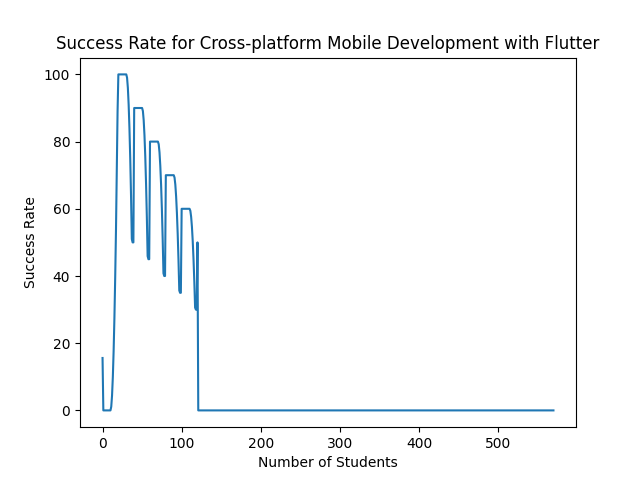 Success Rate for Cross-platform Mobile Development with Flutter
100
80
60
40
20
0
Success Rate
0 100 200 300 400 500
Number of Students